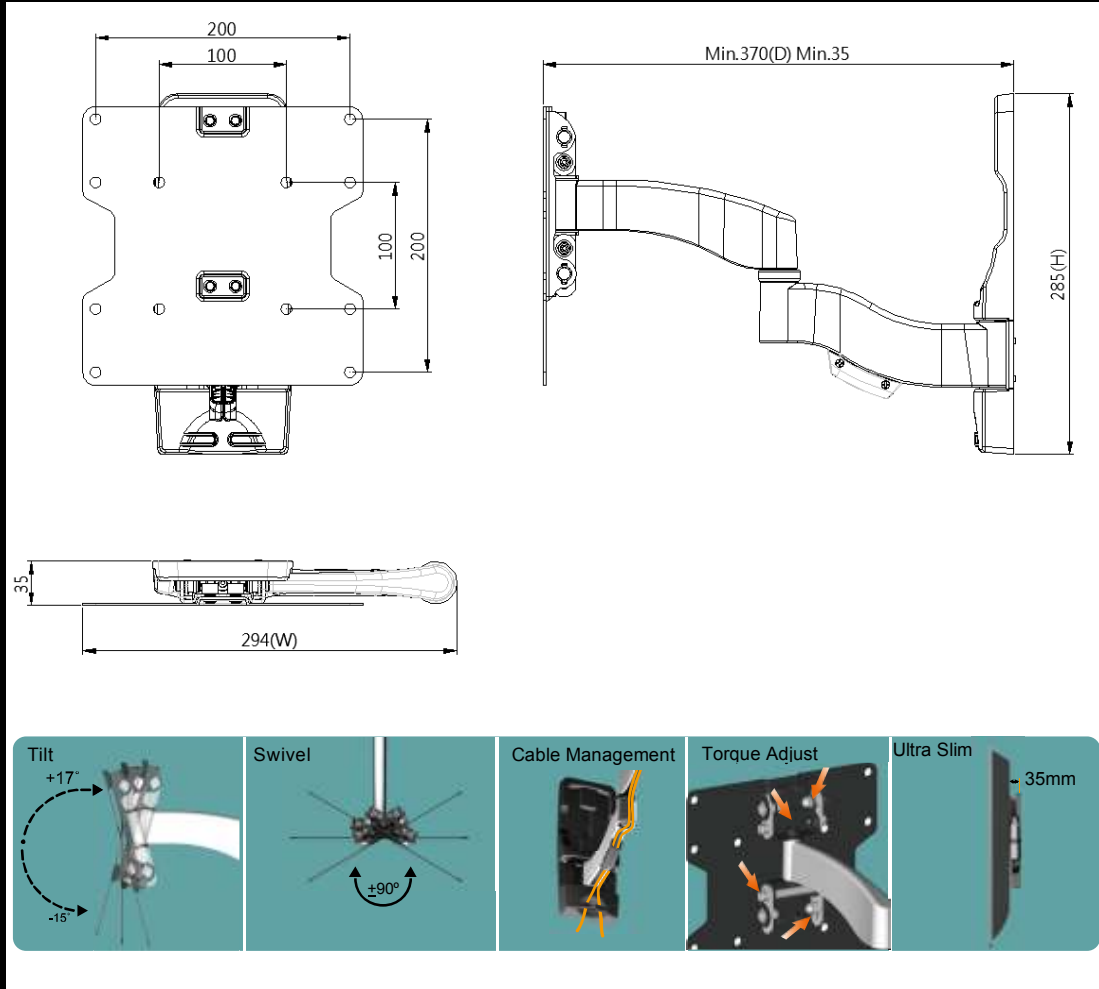 200
100
100
200
Min.370(D) Min.35
285(H)
35
294(W)
Tilt
+17°
-15°
Swivel
±90º
Cable Management
Torque Adjust
Ultra Slim
35mm